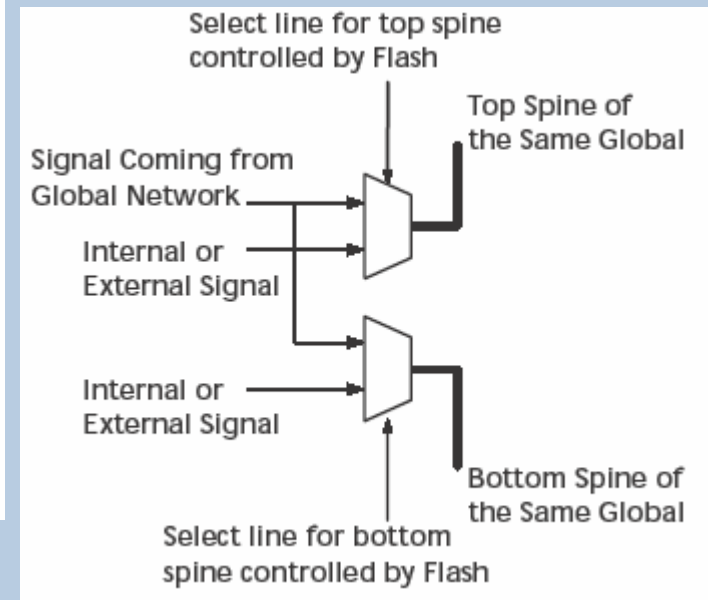 Select line for top spine
controlled by Flash
Top Spine of
the Same Global
Signal Coming from
Global Network
Internal or
External Signal
Internal or
External Signal
Bottom Spine of
the Same Global
Select line for bottom
spine controlled by Flash